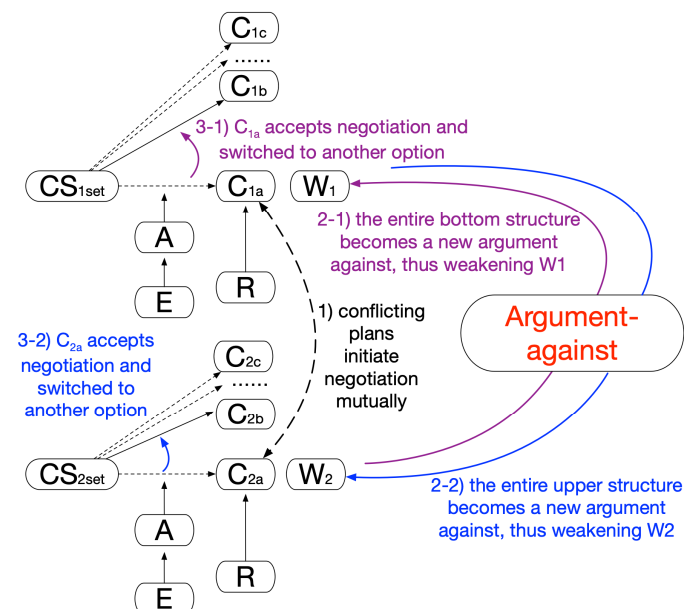 C1c
......
C1b
3-1) C1a accepts negotiation and
switched to another option
CS1set
C1a
W1
A
E
R
2-1) the entire bottom structure
becomes a new argument
against, thus weakening W1
Argument-
against
1) conflicting
plans
initiate
negotiation
mutually
3-2) C2a accepts
negotiation and
switched to
another option
C2c
......
C2b
CS2set
C2a
W2
A
E
R
2-2) the entire upper structure
becomes a new argument
against, thus weakening W2